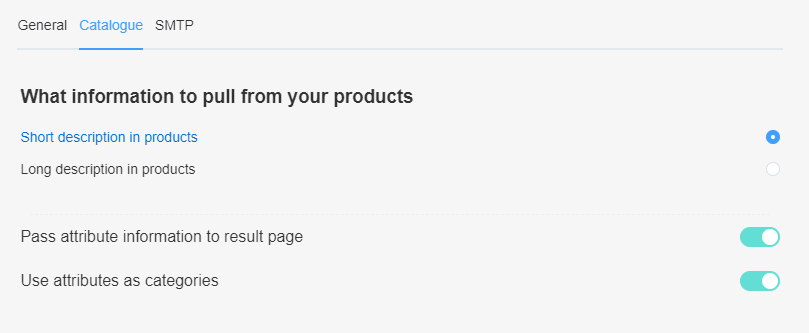 General Catalogue SMTP
What information to pull from your products
Short description in products
Long description in products
Pass attribute information to result page
Use attributes as categories